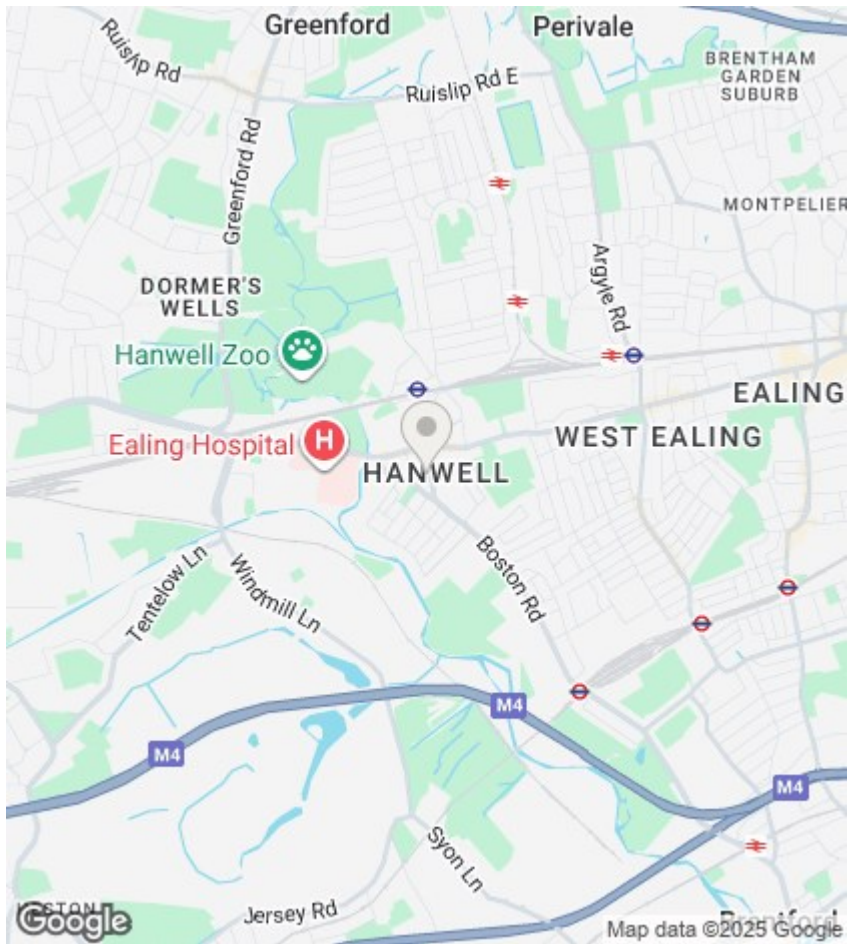 Greenford
Perivale
Ruislip Rd
BRENTHAM
GARDEN
SUBURB
Ruislip Rd E
Greenford Rd
MONTPELIER
DORMER'S
WELLS
Argyle Rd
Hanwell Zoo
EALING
Ealing Hospital
H
WEST EALING
HANWELL
Boston Rd
Tentelow Ln
Windmill Ln
M4
M4
M4
Syon Ln
Jersey Rd
Google
Brentford
Map data ©2025 Google